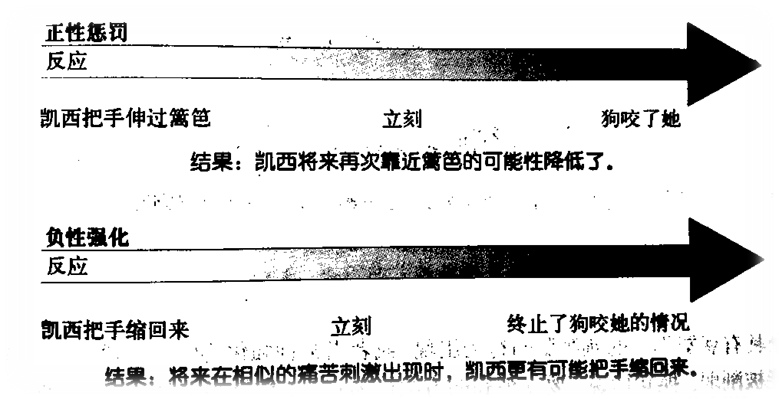 正性惩罚
反应
凯西把手伸过篱笆 立刻 狗咬了她
结果：凯西将来再次靠近篱笆的可能性降低了。
负性强化
反应
凯西把手缩回来 立刻 终止了狗咬她的情况
结果：将来在相似的痛苦刺激出现时，凯西更有可能把手缩回来。